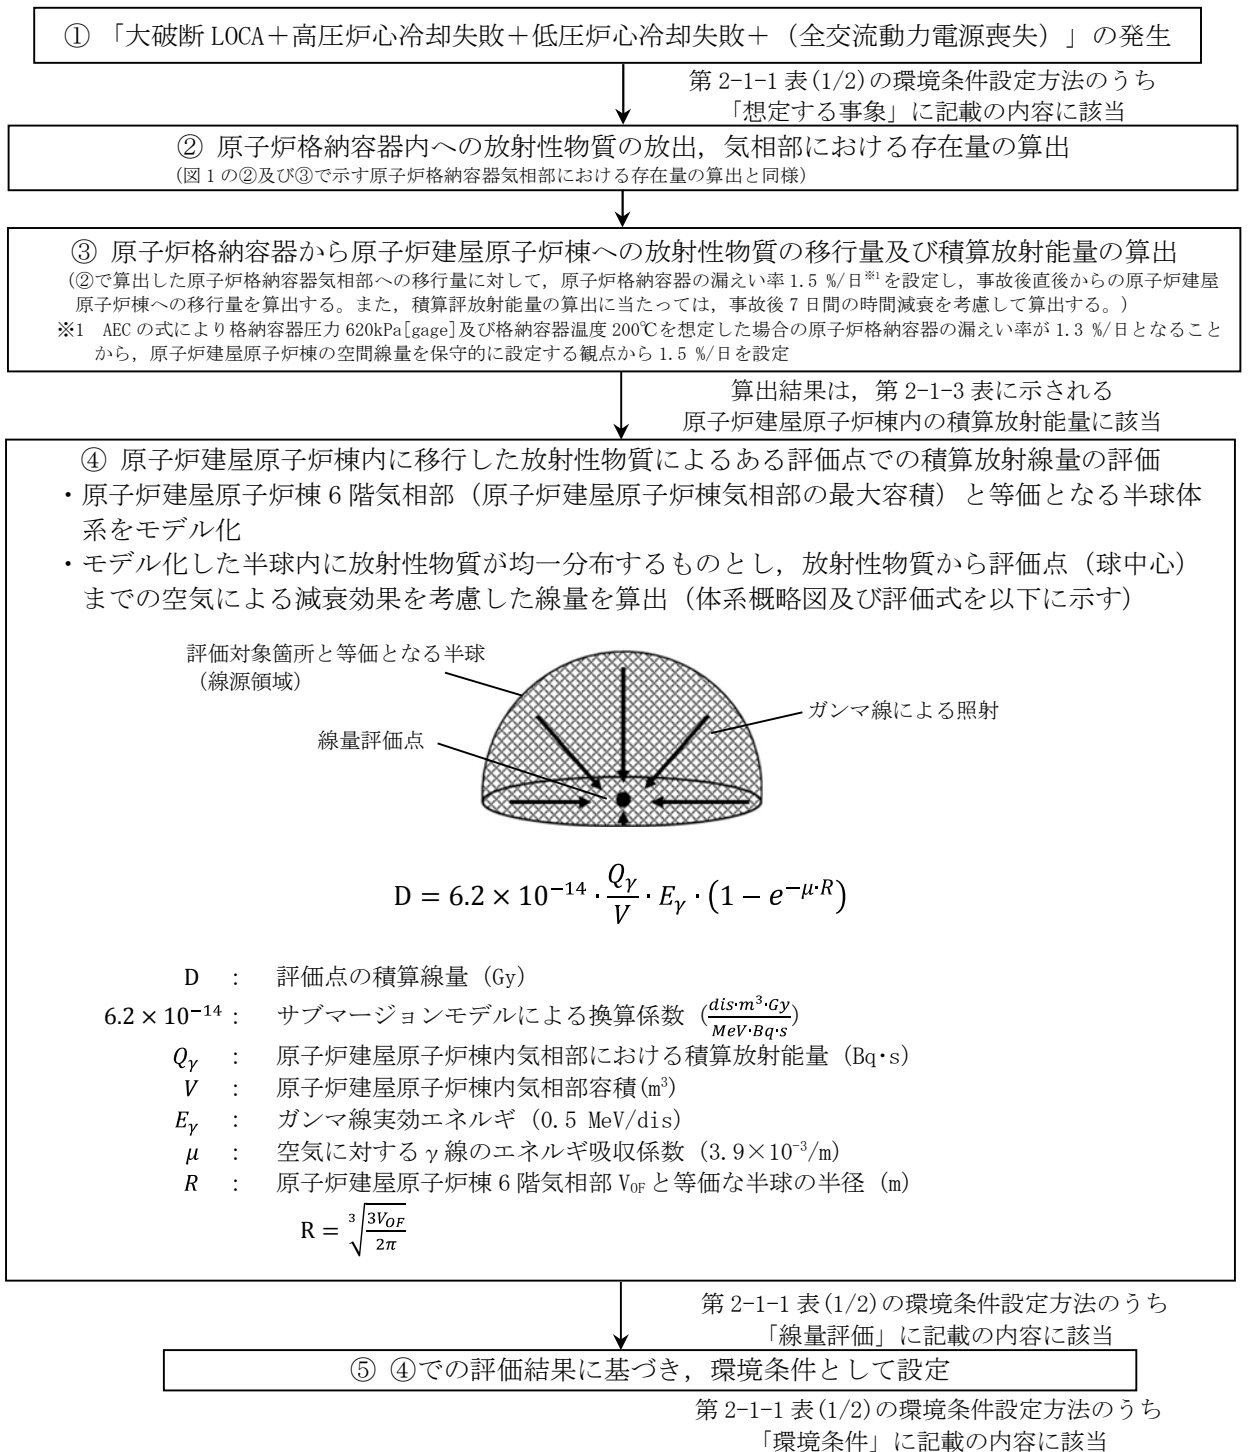 ① 「大破断 LOCA＋高圧炉心冷却失敗＋低圧炉心冷却失敗＋（全交流動力電源喪失）」の発生
第 2-1-1 表(1/2)の環境条件設定方法のうち
「想定する事象」に記載の内容に該当
② 原子炉格納容器内への放射性物質の放出，気相部における存在量の算出
(図 1 の②及び③で示す原子炉格納容器気相部における存在量の算出と同様)
③ 原子炉格納容器から原子炉建屋原子炉棟への放射性物質の移行量及び積算放射能量の算出
(②で算出した原子炉格納容器気相部への移行量に対して，原子炉格納容器の漏えい率 1.5 %/日※1 を設定し，事故後直後からの原子炉建屋
原子炉棟への移行量を算出する。また，積算評放射能量の算出に当たっては，事故後 7 日間の時間減衰を考慮して算出する。)
※1 AEC の式により格納容器圧力 620kPa[gage]及び格納容器温度 200℃を想定した場合の原子炉格納容器の漏えい率が 1.3 %/日となること
から，原子炉建屋原子炉棟の空間線量を保守的に設定する観点から 1.5 %/日を設定
算出結果は，第 2-1-3 表に示される
原子炉建屋原子炉棟内の積算放射能量に該当
④ 原子炉建屋原子炉棟内に移行した放射性物質によるある評価点での積算放射線量の評価
・原子炉建屋原子炉棟 6 階気相部（原子炉建屋原子炉棟気相部の最大容積）と等価となる半球体
系をモデル化
・モデル化した半球内に放射性物質が均一分布するものとし，放射性物質から評価点（球中心）
までの空気による減衰効果を考慮した線量を算出（体系概略図及び評価式を以下に示す）
評価対象箇所と等価となる半球
（線源領域）
ガンマ線による照射
線量評価点
D = 6.2 × 10⁻¹⁴ · Qγ/V · Eγ · (1 − e^(−μ·R))
D : 評価点の積算線量 (Gy)
6.2 × 10⁻¹⁴ : サブマージョンモデルによる換算係数 (dis·m³·Gy/MeV·Bq·s)
Qγ : 原子炉建屋原子炉棟内気相部における積算放射能量 (Bq･s)
V : 原子炉建屋原子炉棟内気相部容積(m³)
Eγ : ガンマ線実効エネルギ (0.5 MeV/dis)
μ : 空気に対するγ線のエネルギ吸収係数 (3.9×10⁻³/m)
R : 原子炉建屋原子炉棟 6 階気相部 V_OF と等価な半球の半径 (m)
R = ∛(3V_OF/2π)
第 2-1-1 表(1/2)の環境条件設定方法のうち
「線量評価」に記載の内容に該当
⑤ ④での評価結果に基づき，環境条件として設定
第 2-1-1 表(1/2)の環境条件設定方法のうち
「環境条件」に記載の内容に該当